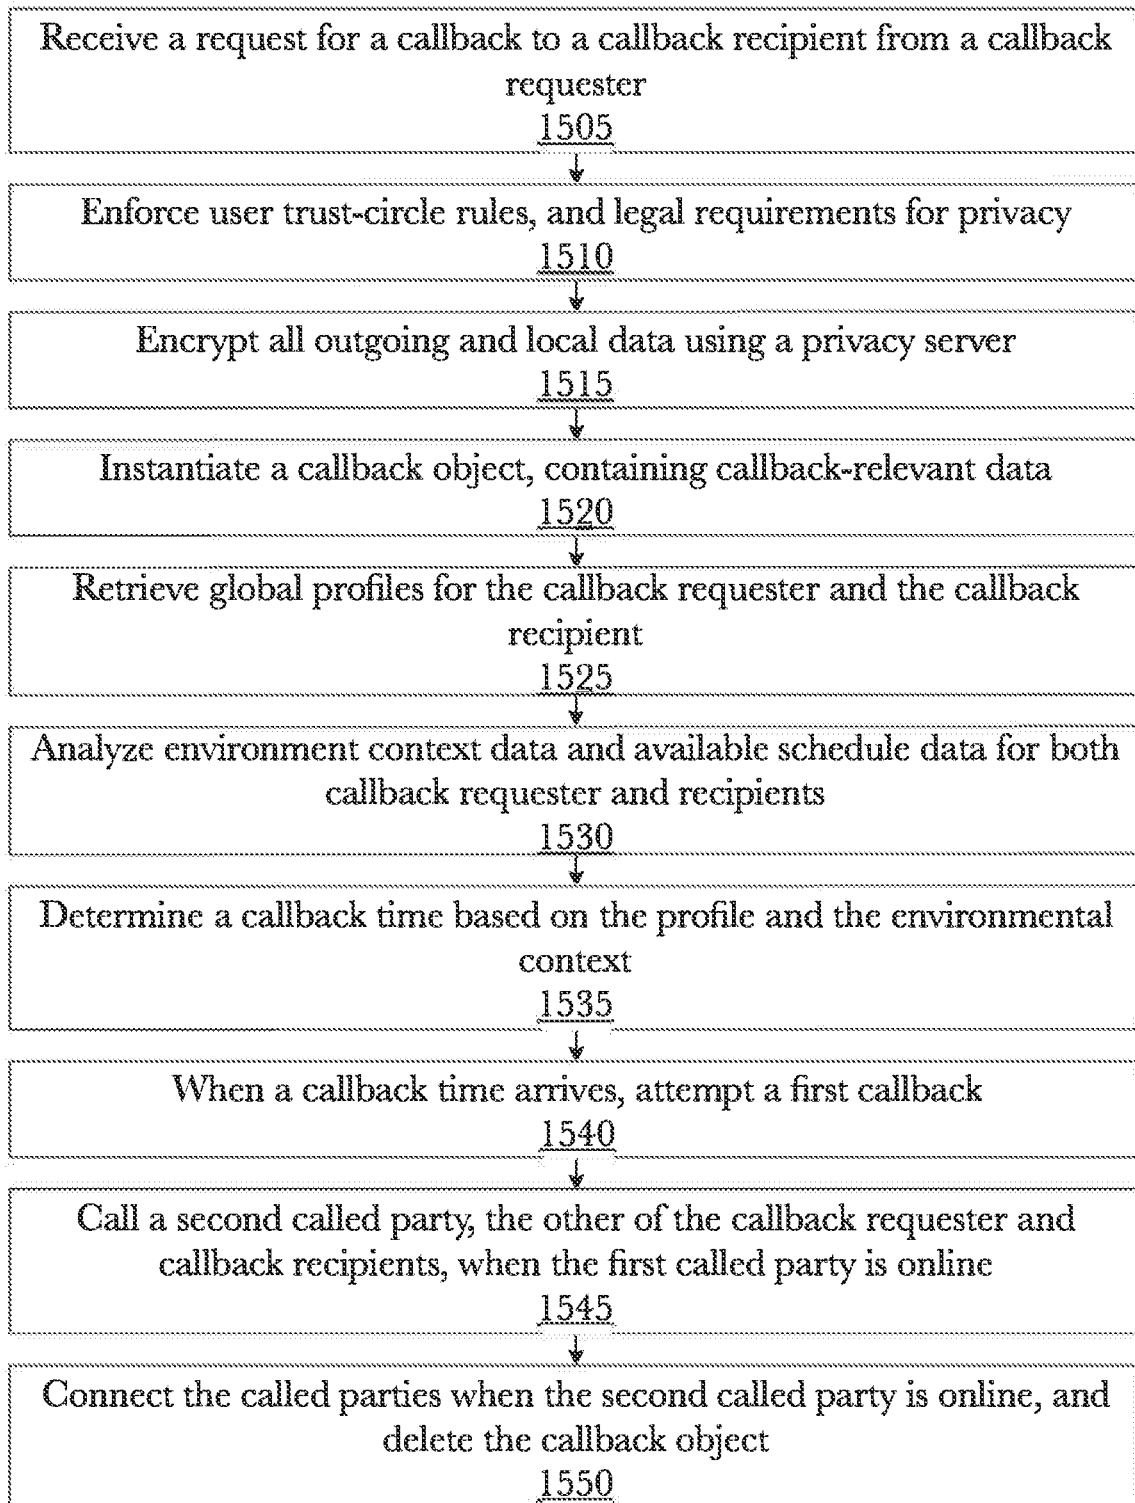 Receive a request for a callback to a callback recipient from a callback
requester
1505
Enforce user trust-circle rules, and legal requirements for privacy
1510
Encrypt all outgoing and local data using a privacy server
1515
Instantiate a callback object, containing callback-relevant data
1520
Retrieve global profiles for the callback requester and the callback
recipient
1525
Analyze environment context data and available schedule data for both
callback requester and recipients
1530
Determine a callback time based on the profile and the environmental
context
1535
When a callback time arrives, attempt a first callback
1540
Call a second called party, the other of the callback requester and
callback recipients, when the first called party is online
1545
Connect the called parties when the second called party is online, and
delete the callback object
1550